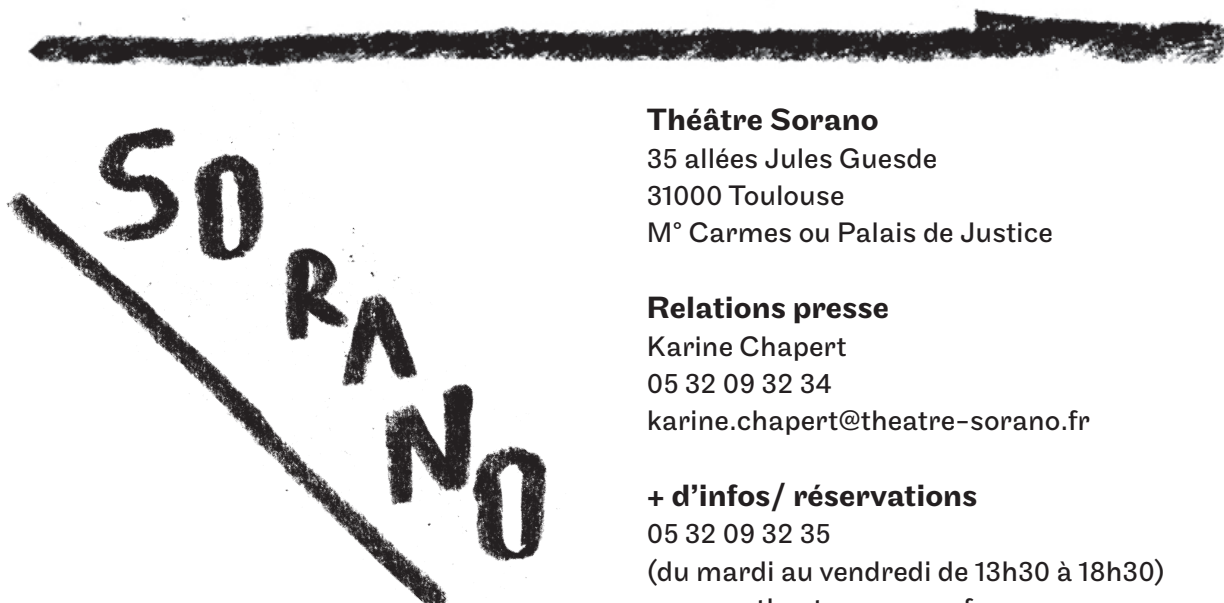 SORANO
Théâtre Sorano
35 allées Jules Guesde
31000 Toulouse
M° Carmes ou Palais de Justice
Relations presse
Karine Chapert
05 32 09 32 34
karine.chapert@theatre-sorano.fr
+ d’infos/ réservations
05 32 09 32 35
(du mardi au vendredi de 13h30 à 18h30)